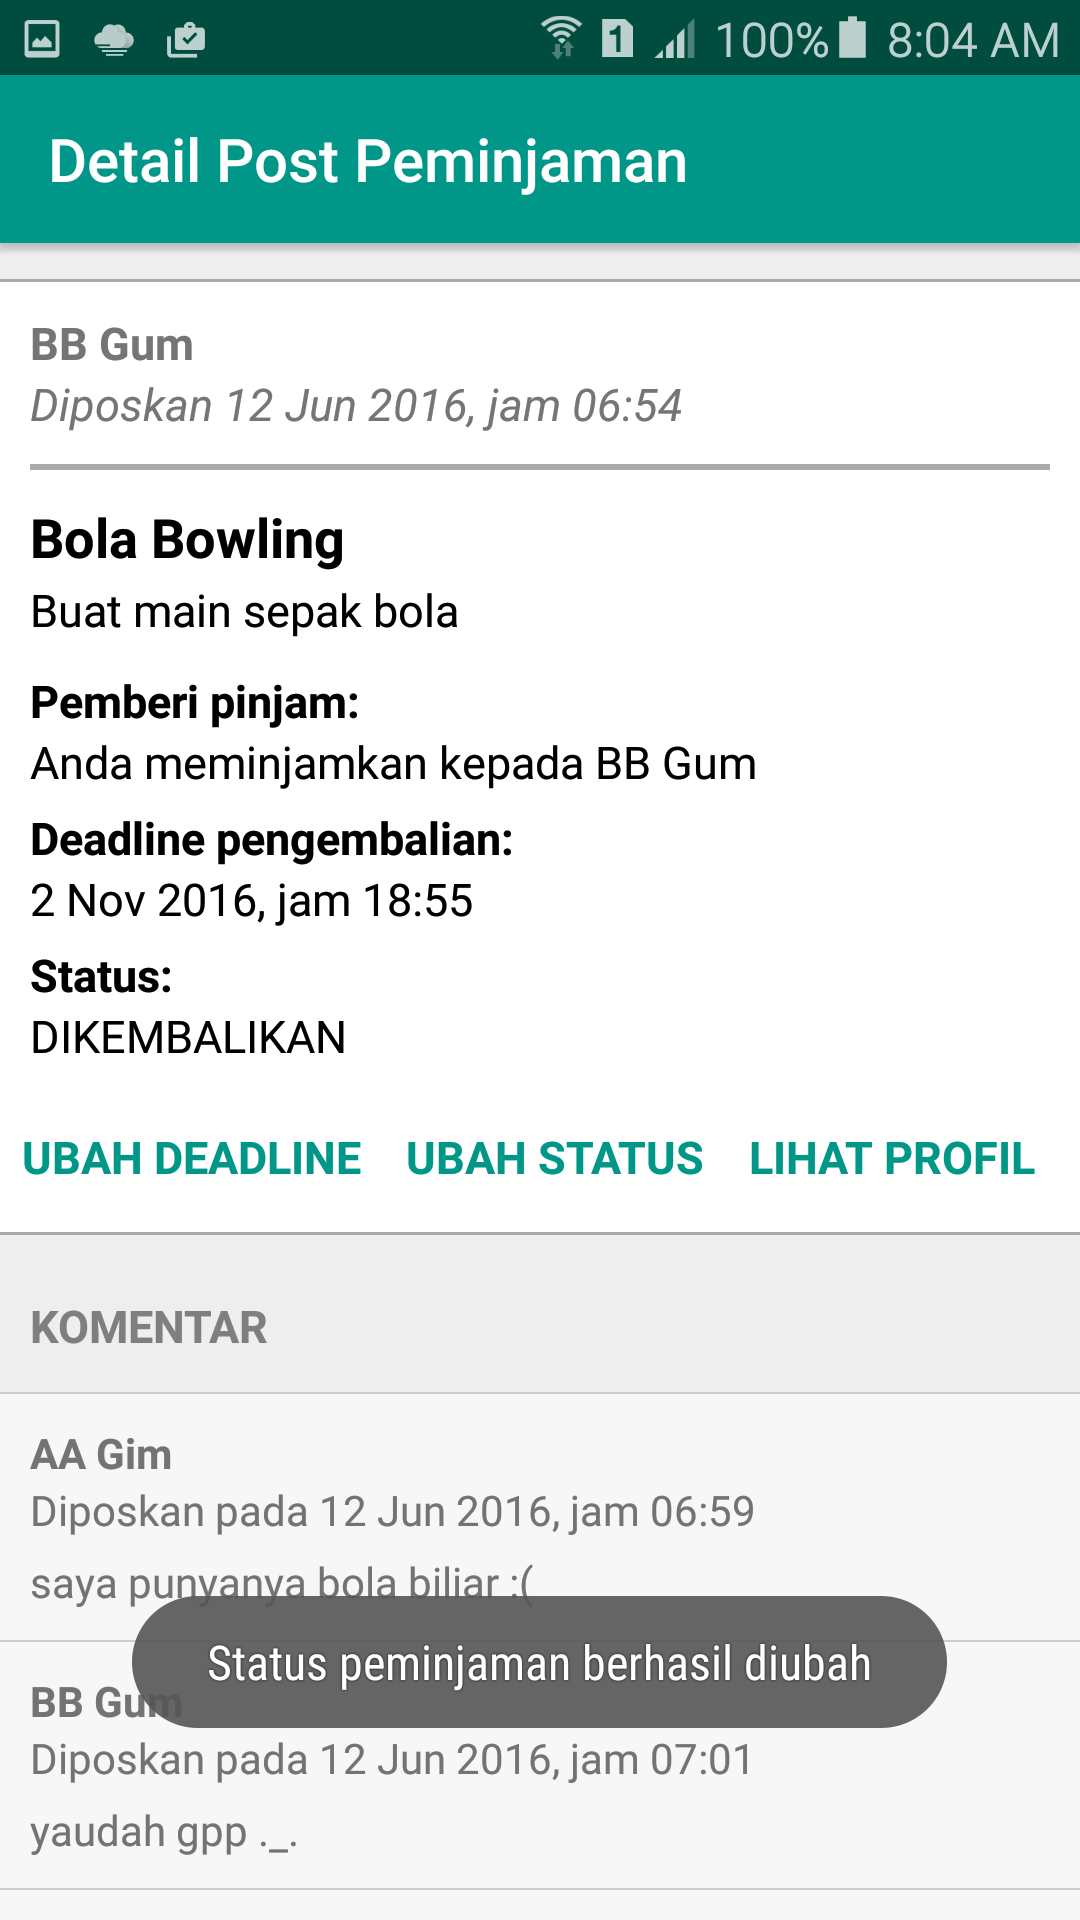 1 100% 8:04 AM
Detail Post Peminjaman
BB Gum
Diposkan 12 Jun 2016, jam 06:54
Bola Bowling
Buat main sepak bola
Pemberi pinjam:
Anda meminjamkan kepada BB Gum
Deadline pengembalian:
2 Nov 2016, jam 18:55
Status:
DIKEMBALIKAN
UBAH DEADLINE UBAH STATUS LIHAT PROFIL
KOMENTAR
AA Gim
Diposkan pada 12 Jun 2016, jam 06:59
saya punyanya bola biliar :(
Status peminjaman berhasil diubah
BB Gum
Diposkan pada 12 Jun 2016, jam 07:01
yaudah gpp ._.